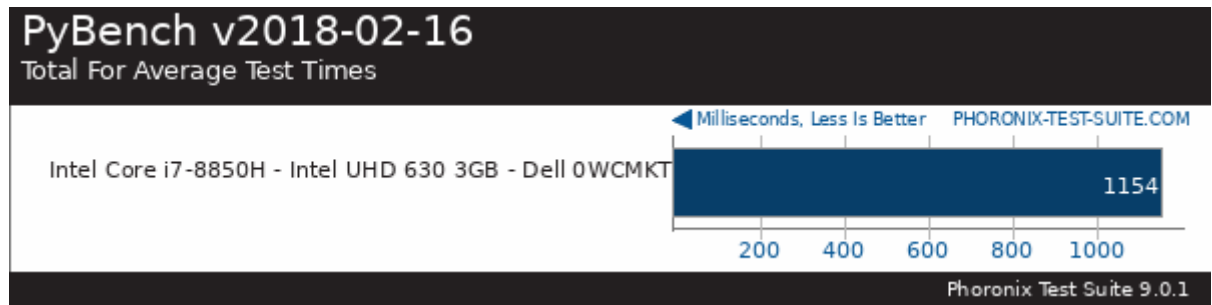 PyBench v2018-02-16
Total For Average Test Times
Milliseconds, Less Is Better PHORONIX-TEST-SUITE.COM
Intel Core i7-8850H - Intel UHD 630 3GB - Dell 0WCMKT
1154
200 400 600 800 1000
Phoronix Test Suite 9.0.1